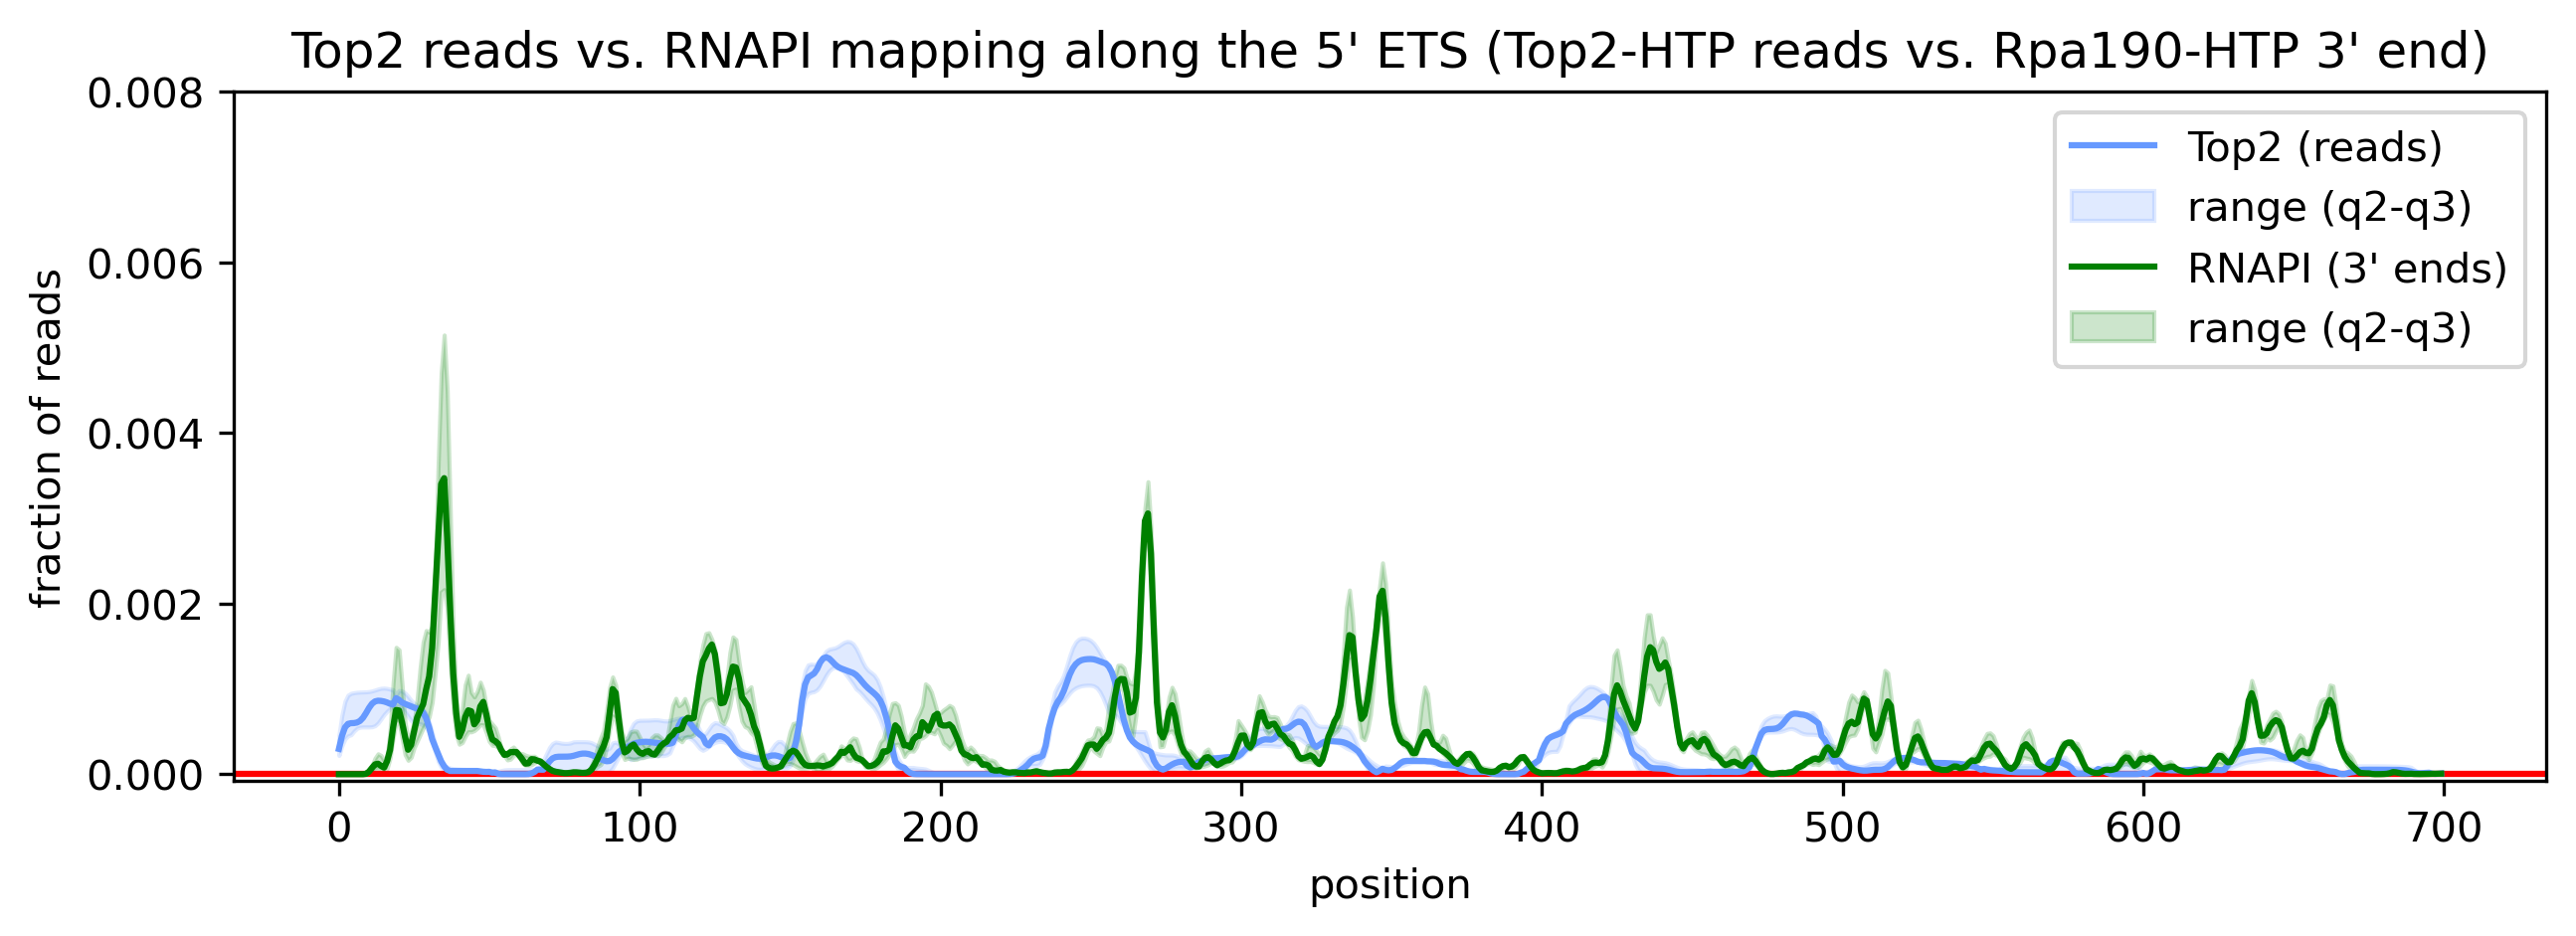 Top2 reads vs. RNAPI mapping along the 5' ETS (Top2-HTP reads vs. Rpa190-HTP 3' end)
0.008
0.006
0.004
0.002
0.000
fraction of reads
Top2 (reads)
range (q2-q3)
RNAPI (3' ends)
range (q2-q3)
0 100 200 300 400 500 600 700
position